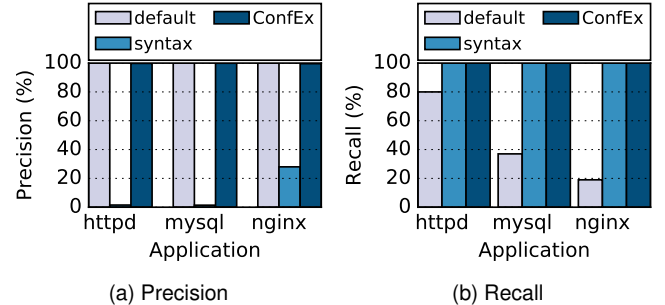 default
ConfEx
syntax
Precision (%)
100
80
60
40
20
0
httpd
mysql
nginx
Application
(a) Precision
default
ConfEx
syntax
Recall (%)
100
80
60
40
20
0
httpd
mysql
nginx
Application
(b) Recall